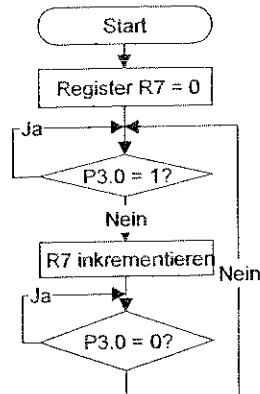 Start
Register R7 = 0
Ja
P3.0 = 1?
Nein
R7 inkrementieren
Nein
Ja
P3.0 = 0?